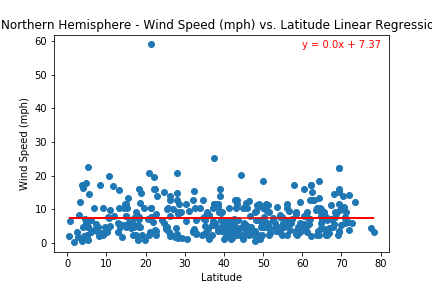 Northern Hemisphere - Wind Speed (mph) vs. Latitude Linear Regressio
y = 0.0x + 7.37
60
50
40
30
20
10
0
Wind Speed (mph)
0 10 20 30 40 50 60 70 80
Latitude